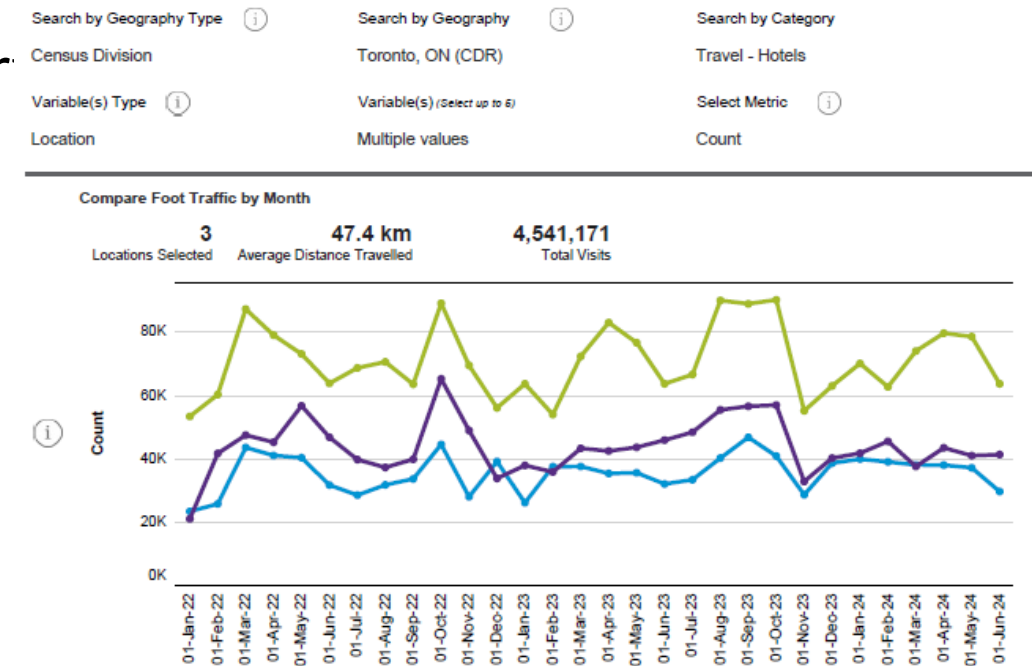 Search by Geography Type i Search by Geography i Search by Category
Census Division Toronto, ON (CDR) Travel - Hotels
Variable(s) Type i Variable(s) (Select up to 6) Select Metric i
Location Multiple values Count
Compare Foot Traffic by Month
3 47.4 km 4,541,171
Locations Selected Average Distance Travelled Total Visits
80K
60K
i Count
40K
20K
0K
01-Jan-22 01-Feb-22 01-Mar-22 01-Apr-22 01-May-22 01-Jun-22 01-Jul-22 01-Aug-22 01-Sep-22 01-Oct-22 01-Nov-22 01-Dec-22 01-Jan-23 01-Feb-23 01-Mar-23 01-Apr-23 01-May-23 01-Jun-23 01-Jul-23 01-Aug-23 01-Sep-23 01-Oct-23 01-Nov-23 01-Dec-23 01-Jan-24 01-Feb-24 01-Mar-24 01-Apr-24 01-May-24 01-Jun-24